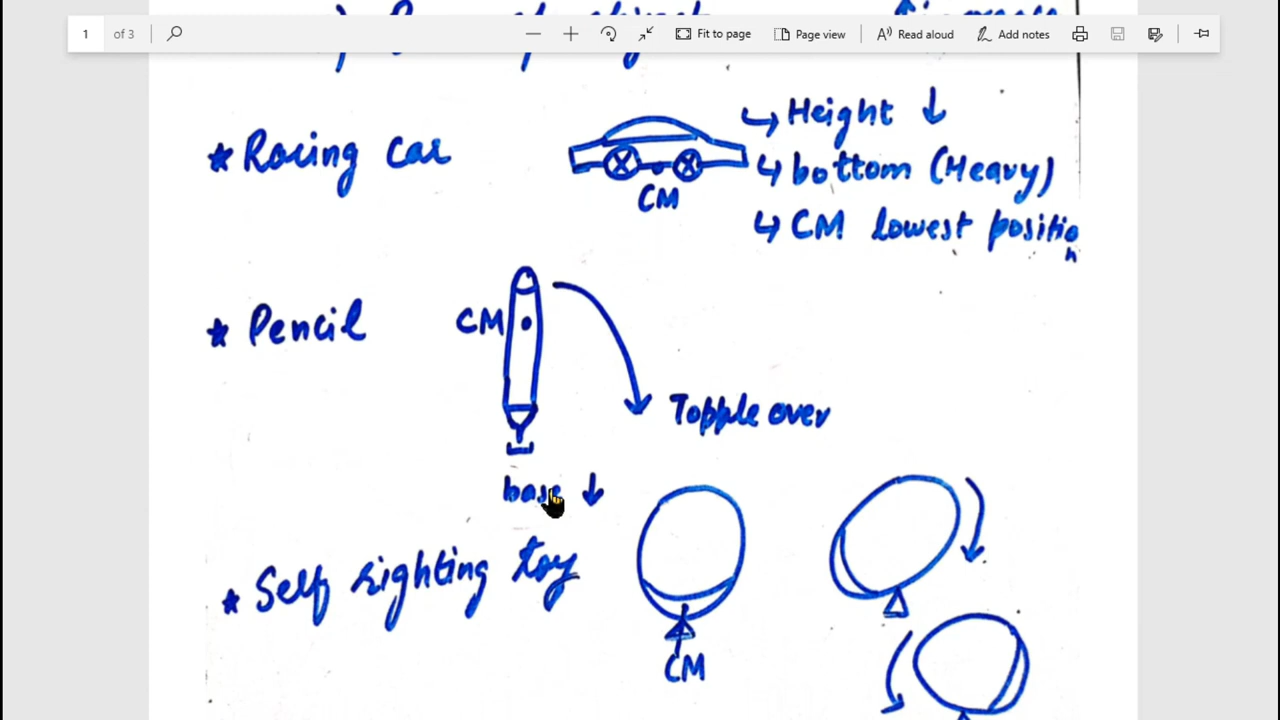 1 of 3 Fit to page Page view Read aloud Add notes
★ Racing car
↳ Height ↓
↳ bottom (Heavy)
↳ CM lowest position
CM
★ Pencil
CM
Topple over
base ↓
★ Self righting toy
CM